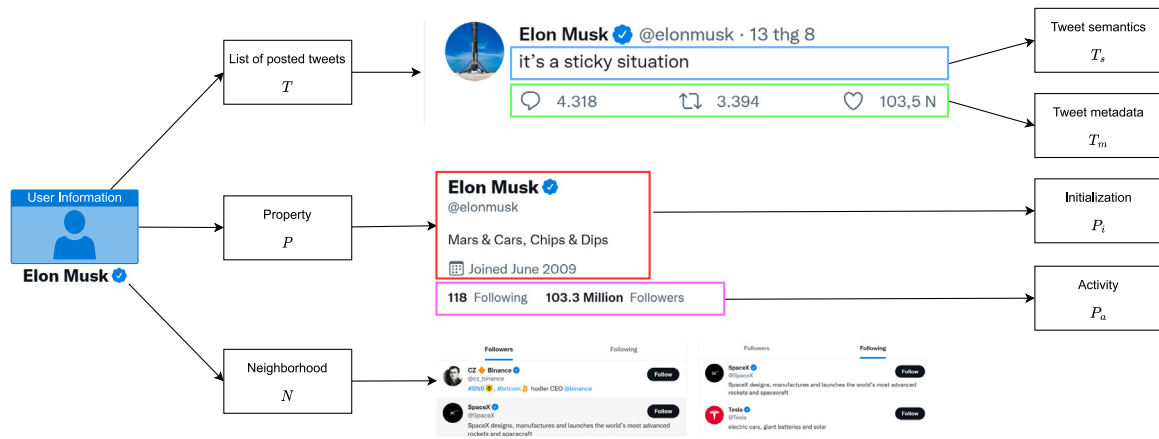 User Information
Elon Musk
List of posted tweets
T
Property
P
Neighborhood
N
Elon Musk @elonmusk · 13 thg 8
it's a sticky situation
4.318 3.394 103,5 N
Elon Musk
@elonmusk
Mars & Cars, Chips & Dips
Joined June 2009
118 Following 103.3 Million Followers
Followers Following
CZ Binance
@cz_binance
Follow
#BNB , #bitcoin hodler CEO @binance
SpaceX
@SpaceX
Follow
SpaceX designs, manufactures and launches the world's most advanced
rockets and spacecraft
Followers Following
SpaceX
@SpaceX
Follow
SpaceX designs, manufactures and launches the world's most advanced
rockets and spacecraft
Tesla
@Tesla
Follow
electric cars, giant batteries and solar
Tweet semantics
Tₛ
Tweet metadata
Tₘ
Initialization
Pᵢ
Activity
Pₐ